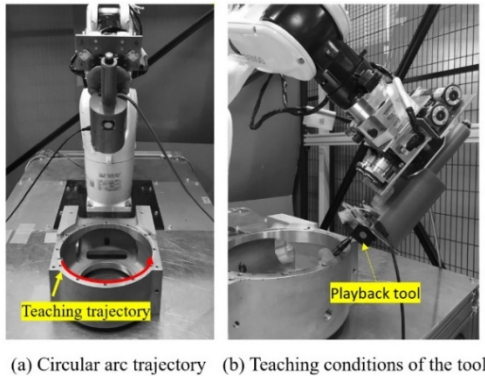 Teaching trajectory
Playback tool
(a) Circular arc trajectory (b) Teaching conditions of the tool